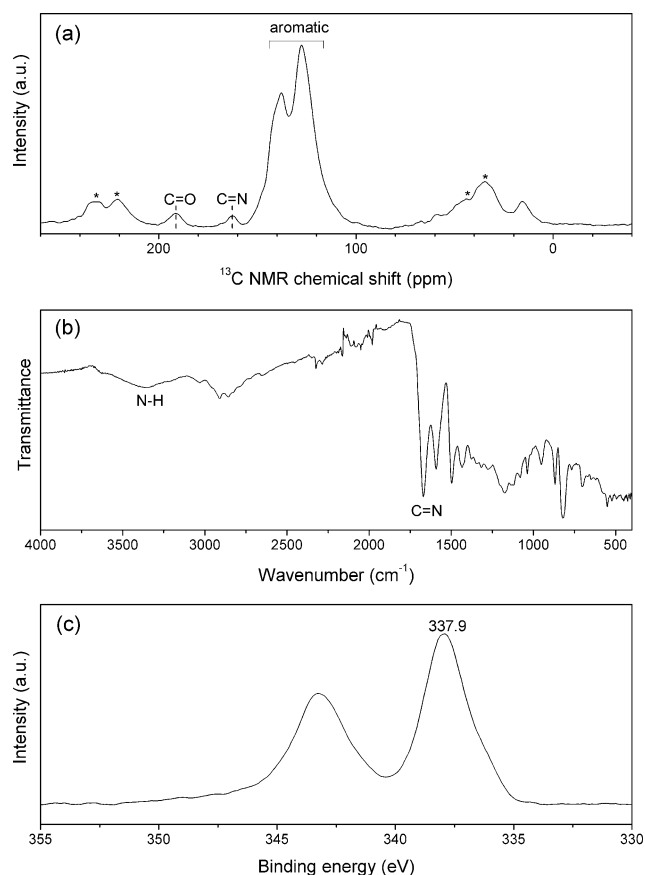 (a)
aromatic
* * C=O C=N * *
Intensity (a.u.)
200 100 0
¹³C NMR chemical shift (ppm)
(b)
N-H
C=N
Transmittance
4000 3500 3000 2500 2000 1500 1000 500
Wavenumber (cm⁻¹)
(c)
337.9
Intensity (a.u.)
355 350 345 340 335 330
Binding energy (eV)